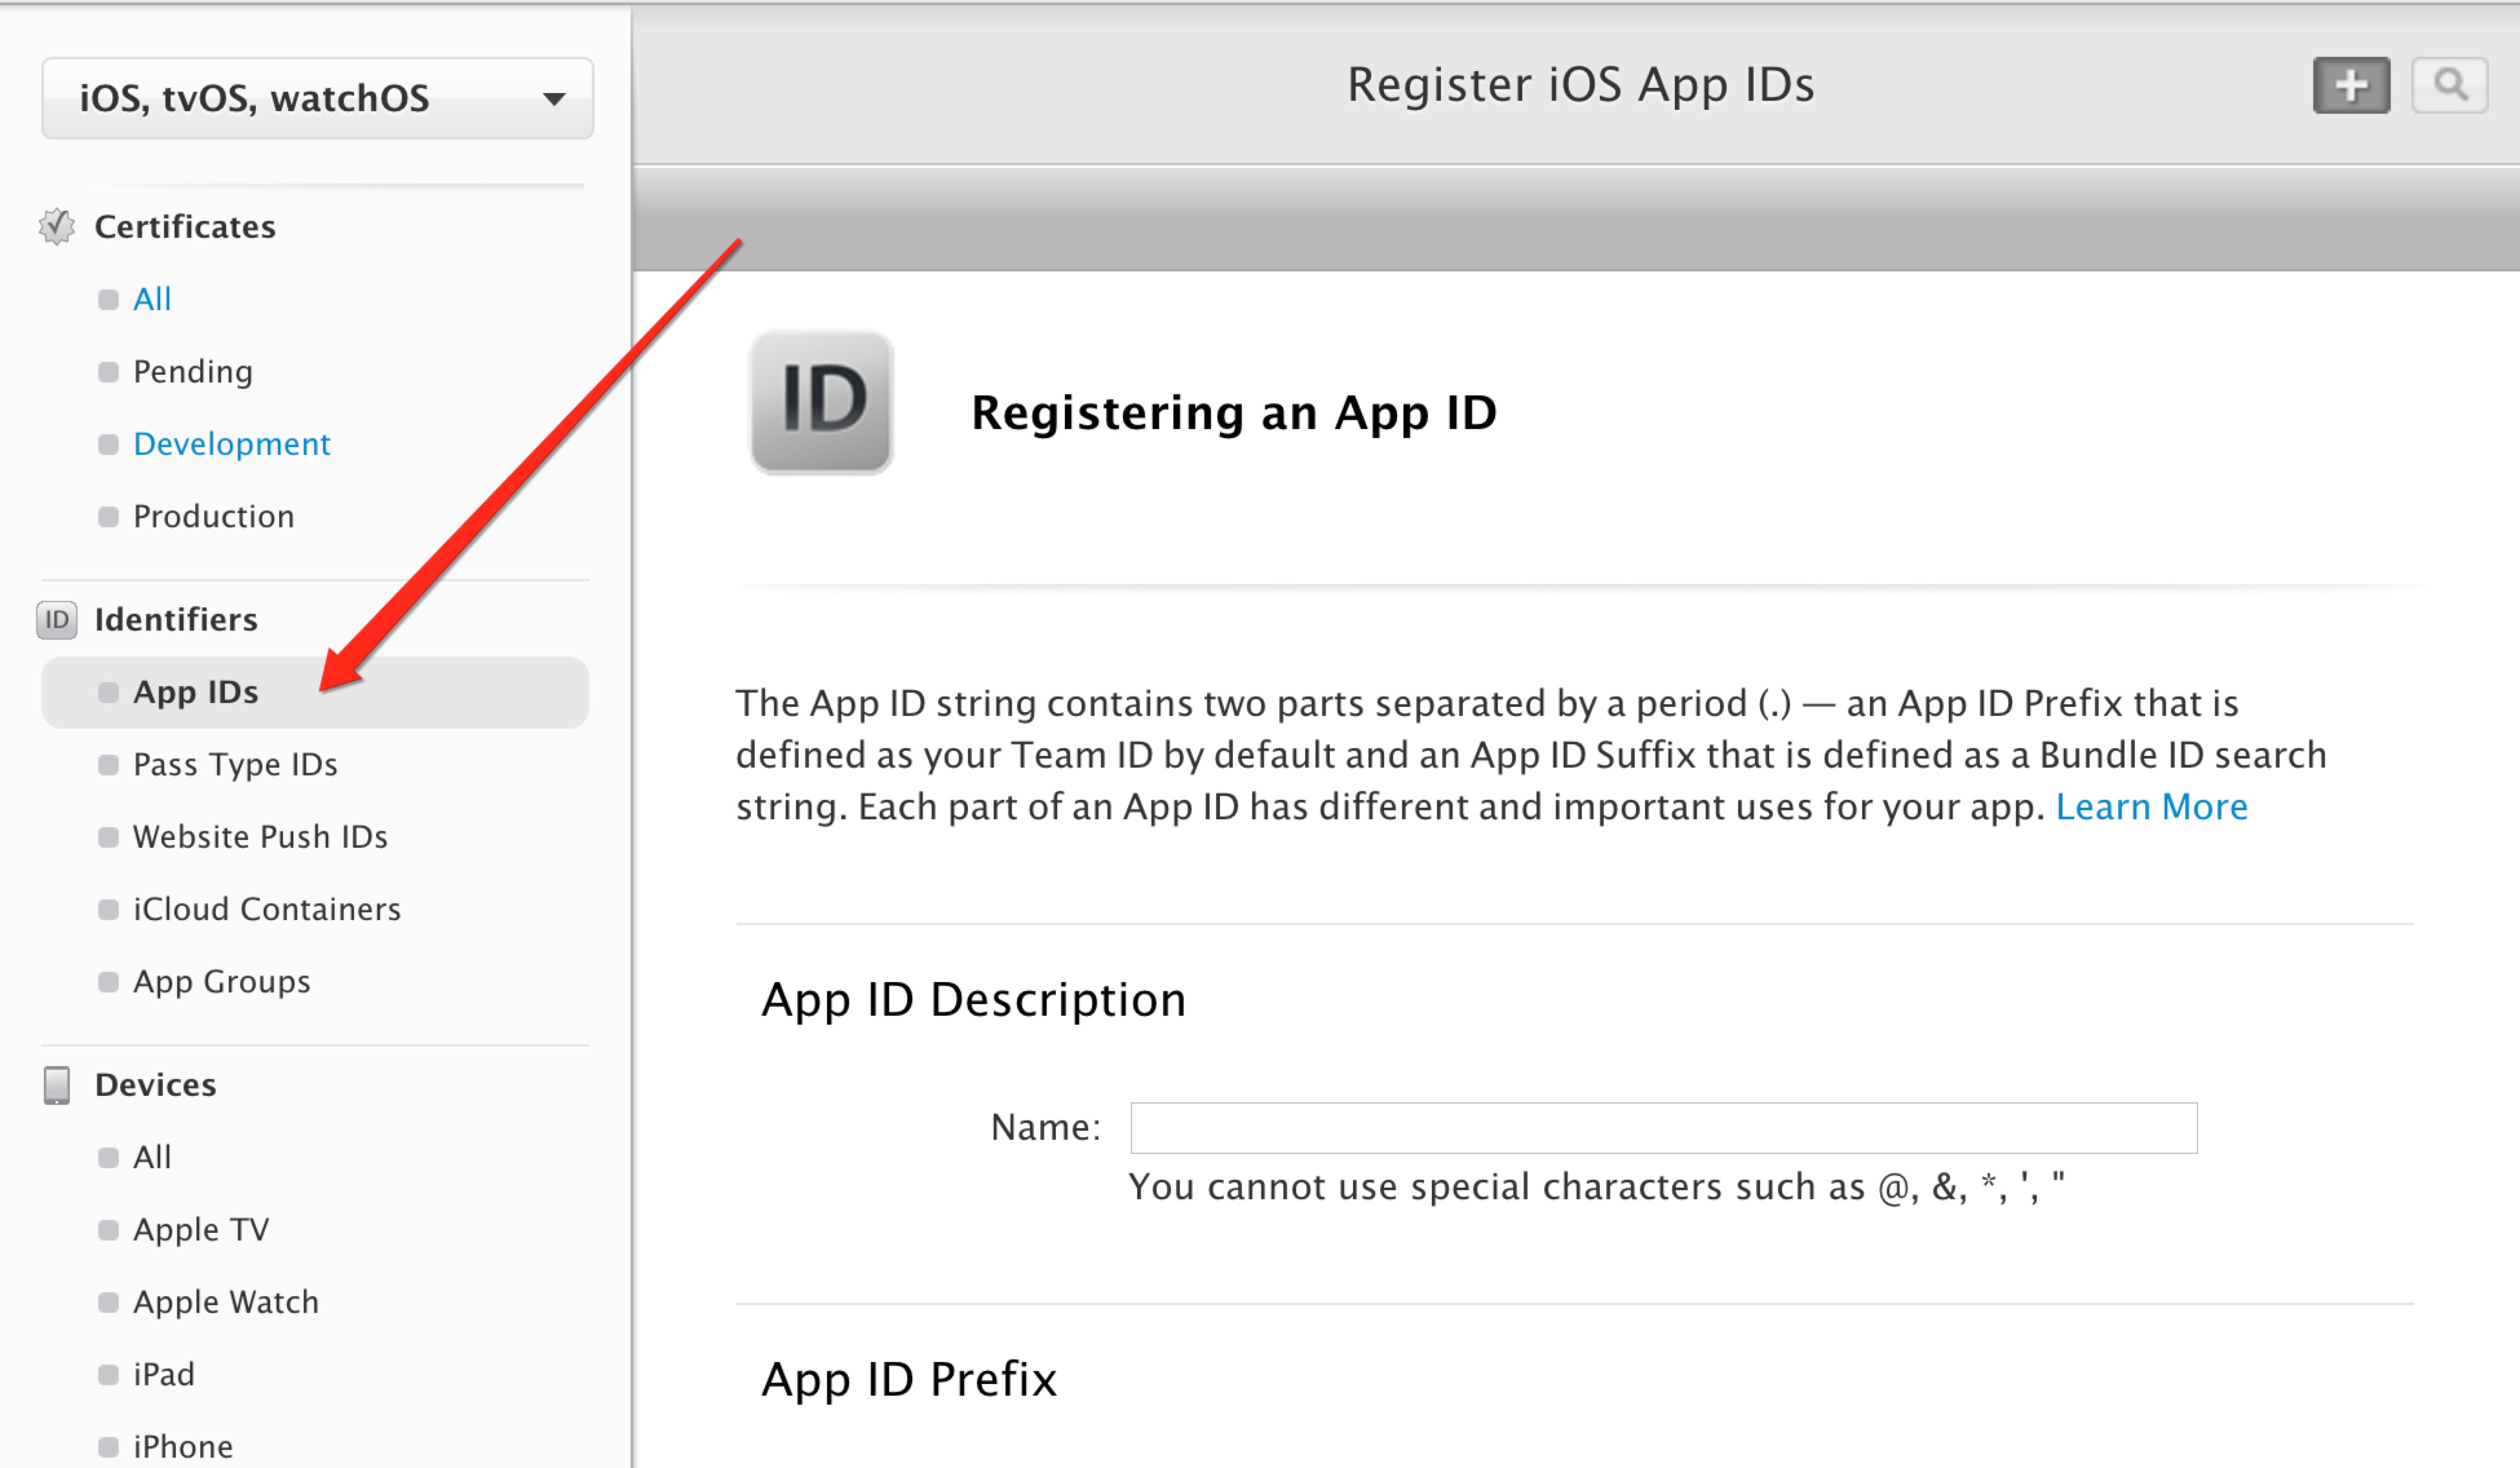 iOS, tvOS, watchOS
Certificates
All
Pending
Development
Production
ID Identifiers
App IDs
Pass Type IDs
Website Push IDs
iCloud Containers
App Groups
Devices
All
Apple TV
Apple Watch
iPad
iPhone
Register iOS App IDs
ID
Registering an App ID
The App ID string contains two parts separated by a period (.) — an App ID Prefix that is
defined as your Team ID by default and an App ID Suffix that is defined as a Bundle ID search
string. Each part of an App ID has different and important uses for your app. Learn More
App ID Description
Name:
You cannot use special characters such as @, &, *, ', "
App ID Prefix